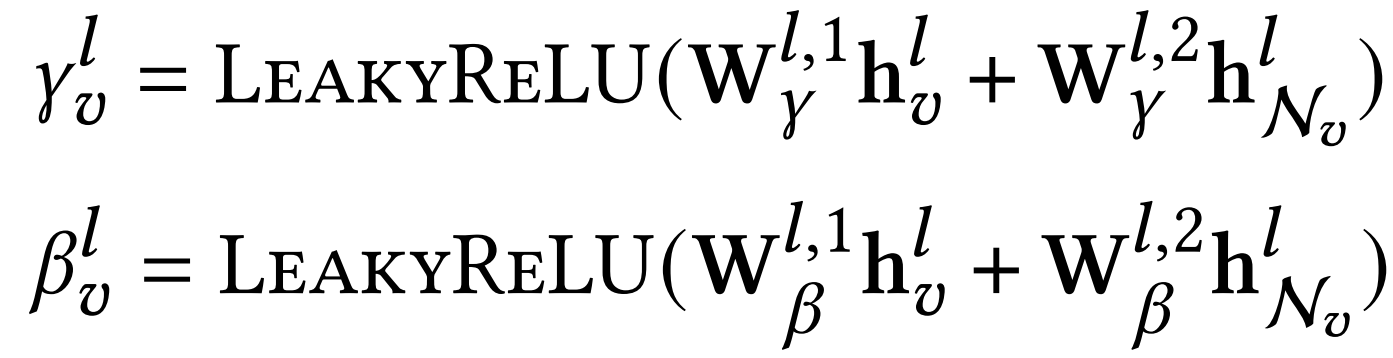 γ_v^l = LEAKYRELU(W_γ^{l,1} h_v^l + W_γ^{l,2} h_{𝒩_v}^l)
β_v^l = LEAKYRELU(W_β^{l,1} h_v^l + W_β^{l,2} h_{𝒩_v}^l)